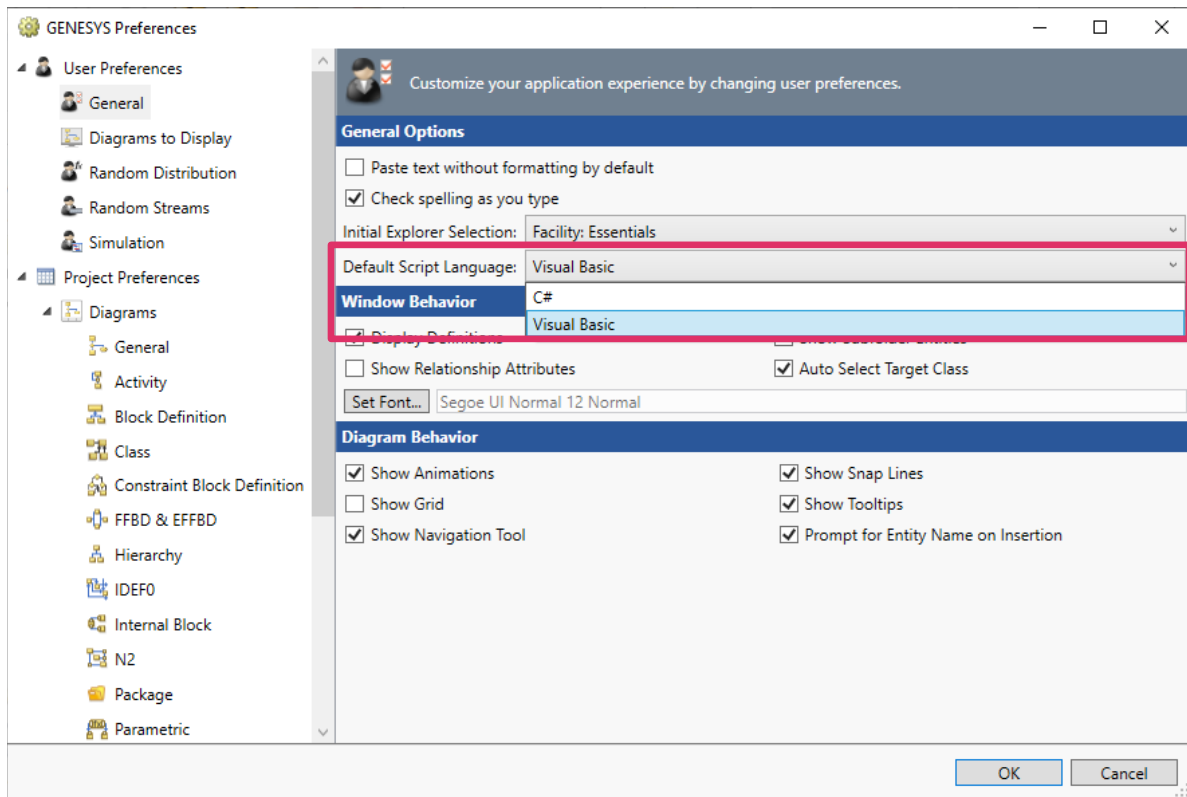 GENESYS Preferences
User Preferences
General
Diagrams to Display
Random Distribution
Random Streams
Simulation
Project Preferences
Diagrams
General
Activity
Block Definition
Class
Constraint Block Definition
FFBD & EFFBD
Hierarchy
IDEF0
Internal Block
N2
Package
Parametric
Customize your application experience by changing user preferences.
General Options
Paste text without formatting by default
Check spelling as you type
Initial Explorer Selection: Facility: Essentials
Default Script Language: Visual Basic
C#
Visual Basic
Window Behavior
Display Definitions Show Subfolder Entities
Show Relationship Attributes Auto Select Target Class
Set Font... Segoe UI Normal 12 Normal
Diagram Behavior
Show Animations Show Snap Lines
Show Grid Show Tooltips
Show Navigation Tool Prompt for Entity Name on Insertion
OK Cancel